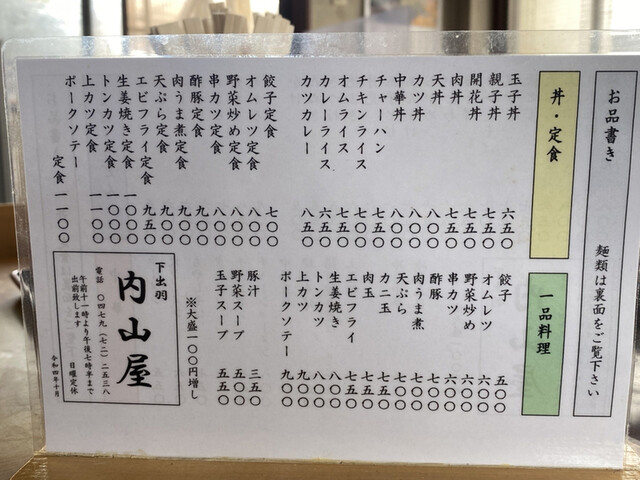 お品書き　麺類は裏面をご覧下さい
丼・定食
玉子丼 六五〇
親子丼 七五〇
開花丼 七五〇
肉丼 七五〇
天丼 八〇〇
カツ丼 八〇〇
中華丼 八〇〇
チャーハン 七五〇
チキンライス 七五〇
オムライス 七五〇
カレーライス 六五〇
カツカレー 八五〇
餃子定食 七〇〇
オムレツ定食 八〇〇
野菜炒め定食 八〇〇
串カツ定食 八〇〇
酢豚定食 九〇〇
肉うま煮定食 九〇〇
天ぷら定食 九〇〇
エビフライ定食 九五〇
生姜焼き定食 一〇〇〇
トンカツ定食 一〇〇〇
上カツ定食 一一〇〇
ポークソテー
定食 一一〇〇
一品料理
餃子 五〇〇
オムレツ 六〇〇
野菜炒め 六〇〇
串カツ 六〇〇
酢豚 七〇〇
肉うま煮 七〇〇
天ぷら 七〇〇
カニ玉 七五〇
肉玉 七五〇
エビフライ 七五〇
生姜焼き 八〇〇
トンカツ 八〇〇
上カツ 九〇〇
ポークソテー 九〇〇
豚汁 三五〇
野菜スープ 五〇〇
玉子スープ 五五〇
※大盛一〇〇円増し
下出羽
内山屋
電話 〇四七九（七二）二五三八
午前十一時より午後七時半まで
出前致します 日曜定休
令和四年十月